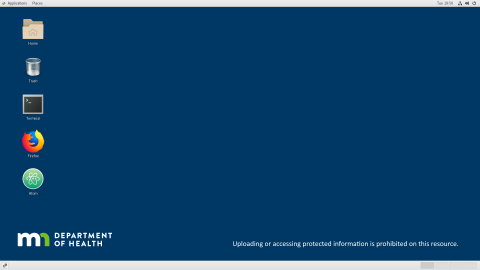 Applications Places Tue 19:50
Home
Trash
Terminal
Firefox
Atom
DEPARTMENT
OF HEALTH
Uploading or accessing protected information is prohibited on this resource.